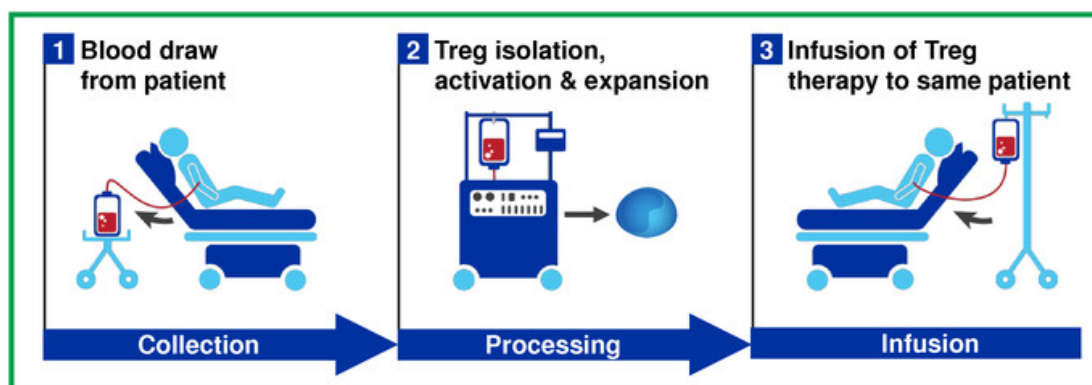 1 Blood draw
from patient
2 Treg isolation,
activation & expansion
3 Infusion of Treg
therapy to same patient
Collection
Processing
Infusion